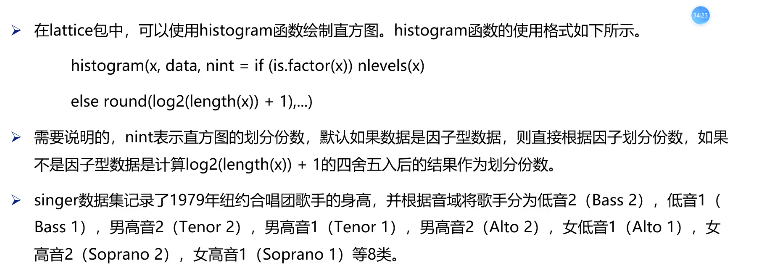 在lattice包中，可以使用histogram函数绘制直方图。histogram函数的使用格式如下所示。
histogram(x, data, nint = if (is.factor(x)) nlevels(x)
else round(log2(length(x)) + 1),...)
需要说明的，nint表示直方图的划分份数，默认如果数据是因子型数据，则直接根据因子划分份数，如果
不是因子型数据是计算log2(length(x)) + 1的四舍五入后的结果作为划分份数。
singer数据集记录了1979年纽约合唱团歌手的身高，并根据音域将歌手分为低音2（Bass 2），低音1（
Bass 1），男高音2（Tenor 2），男高音1（Tenor 1），男高音2（Alto 2），女低音1（Alto 1），女
高音2（Soprano 2），女高音1（Soprano 1）等8类。